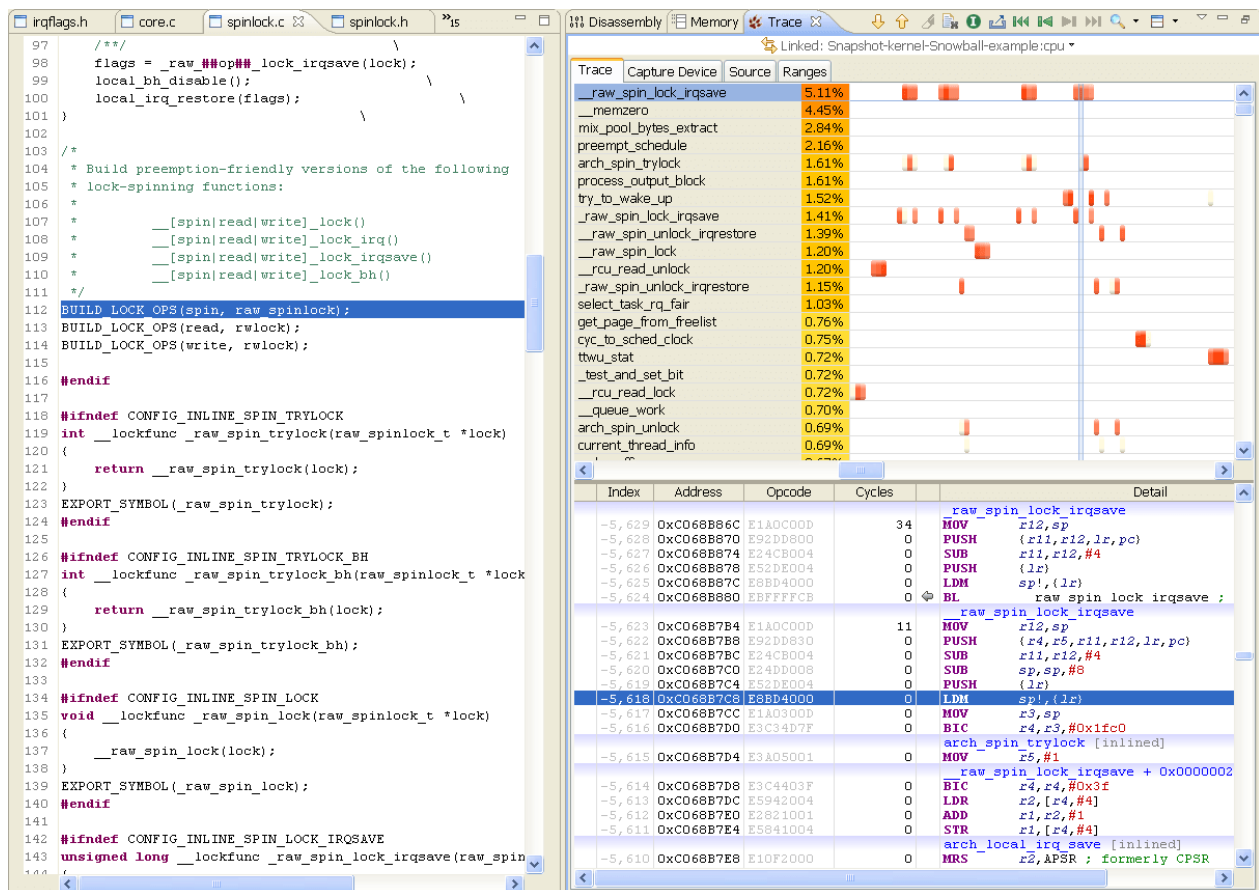 irqflags.h core.c spinlock.c spinlock.h »15
97 /**/ \
98 flags = _raw_##op##_lock_irqsave(lock);
99 local_bh_disable(); \
100 local_irq_restore(flags); \
101 } \
102
103 /*
104 * Build preemption-friendly versions of the following
105 * lock-spinning functions:
106 *
107 * __[spin|read|write]_lock()
108 * __[spin|read|write]_lock_irq()
109 * __[spin|read|write]_lock_irqsave()
110 * __[spin|read|write]_lock_bh()
111 */
112 BUILD_LOCK_OPS(spin, raw_spinlock);
113 BUILD_LOCK_OPS(read, rwlock);
114 BUILD_LOCK_OPS(write, rwlock);
115
116 #endif
117
118 #ifndef CONFIG_INLINE_SPIN_TRYLOCK
119 int __lockfunc _raw_spin_trylock(raw_spinlock_t *lock)
120 {
121 return __raw_spin_trylock(lock);
122 }
123 EXPORT_SYMBOL(_raw_spin_trylock);
124 #endif
125
126 #ifndef CONFIG_INLINE_SPIN_TRYLOCK_BH
127 int __lockfunc _raw_spin_trylock_bh(raw_spinlock_t *lock
128 {
129 return __raw_spin_trylock_bh(lock);
130 }
131 EXPORT_SYMBOL(_raw_spin_trylock_bh);
132 #endif
133
134 #ifndef CONFIG_INLINE_SPIN_LOCK
135 void __lockfunc _raw_spin_lock(raw_spinlock_t *lock)
136 {
137 __raw_spin_lock(lock);
138 }
139 EXPORT_SYMBOL(_raw_spin_lock);
140 #endif
141
142 #ifndef CONFIG_INLINE_SPIN_LOCK_IRQSAVE
143 unsigned long __lockfunc _raw_spin_lock_irqsave(raw_spin
144
Disassembly Memory Trace
Linked: Snapshot-kernel-Snowball-example:cpu
Trace Capture Device Source Ranges
__raw_spin_lock_irqsave 5.11%
__memzero 4.45%
mix_pool_bytes_extract 2.84%
preempt_schedule 2.16%
arch_spin_trylock 1.61%
process_output_block 1.61%
try_to_wake_up 1.52%
_raw_spin_lock_irqsave 1.41%
__raw_spin_unlock_irqrestore 1.39%
__raw_spin_lock 1.20%
__rcu_read_unlock 1.20%
_raw_spin_unlock_irqrestore 1.15%
select_task_rq_fair 1.03%
get_page_from_freelist 0.76%
cyc_to_sched_clock 0.75%
ttwu_stat 0.72%
_test_and_set_bit 0.72%
__rcu_read_lock 0.72%
__queue_work 0.70%
arch_spin_unlock 0.69%
current_thread_info 0.69%
Index Address Opcode Cycles Detail
_raw_spin_lock_irqsave
-5,629 0xC068B86C E1A0C00D 34 MOV r12,sp
-5,628 0xC068B870 E92DD800 0 PUSH {r11,r12,lr,pc}
-5,627 0xC068B874 E24CB004 0 SUB r11,r12,#4
-5,626 0xC068B878 E52DE004 0 PUSH {lr}
-5,625 0xC068B87C E8BD4000 0 LDM sp!,{lr}
-5,624 0xC068B880 EBFFFFCB 0 BL __raw_spin_lock_irqsave ;
__raw_spin_lock_irqsave
-5,623 0xC068B7B4 E1A0C00D 11 MOV r12,sp
-5,622 0xC068B7B8 E92DD830 0 PUSH {r4,r5,r11,r12,lr,pc}
-5,621 0xC068B7BC E24CB004 0 SUB r11,r12,#4
-5,620 0xC068B7C0 E24DD008 0 SUB sp,sp,#8
-5,619 0xC068B7C4 E52DE004 0 PUSH {lr}
-5,618 0xC068B7C8 E8BD4000 0 LDM sp!,{lr}
-5,617 0xC068B7CC E1A0300D 0 MOV r3,sp
-5,616 0xC068B7D0 E3C34D7F 0 BIC r4,r3,#0x1fc0
arch_spin_trylock [inlined]
-5,615 0xC068B7D4 E3A05001 0 MOV r5,#1
__raw_spin_lock_irqsave + 0x0000002
-5,614 0xC068B7D8 E3C4403F 0 BIC r4,r4,#0x3f
-5,613 0xC068B7DC E5942004 0 LDR r2,[r4,#4]
-5,612 0xC068B7E0 E2821001 0 ADD r1,r2,#1
-5,611 0xC068B7E4 E5841004 0 STR r1,[r4,#4]
arch_local_irq_save [inlined]
-5,610 0xC068B7E8 E10F2000 0 MRS r2,APSR ; formerly CPSR